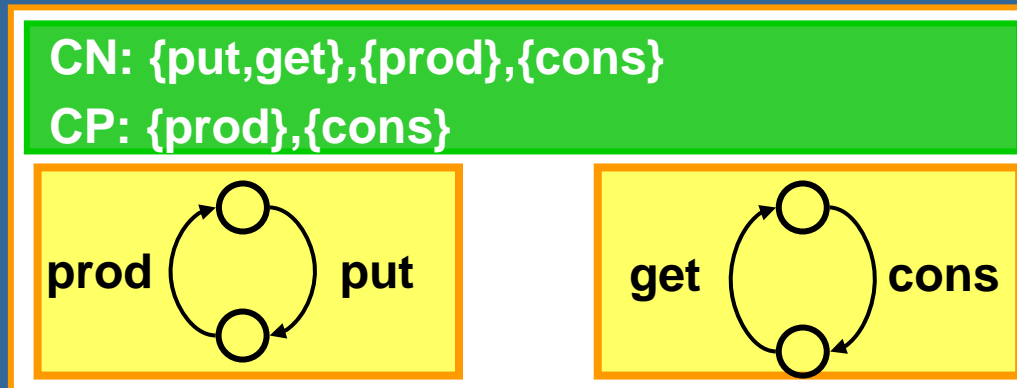 CN: {put,get},{prod},{cons}
CP: {prod},{cons}
prod put get cons